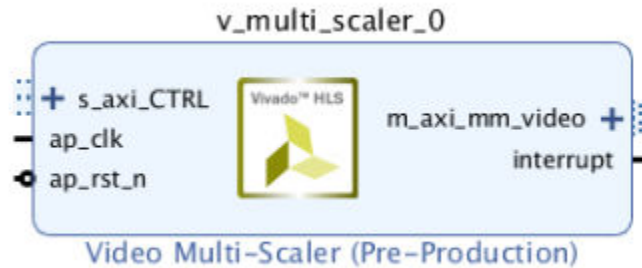 v_multi_scaler_0
s_axi_CTRL
ap_clk
ap_rst_n
Vivado™ HLS
m_axi_mm_video
interrupt
Video Multi-Scaler (Pre-Production)